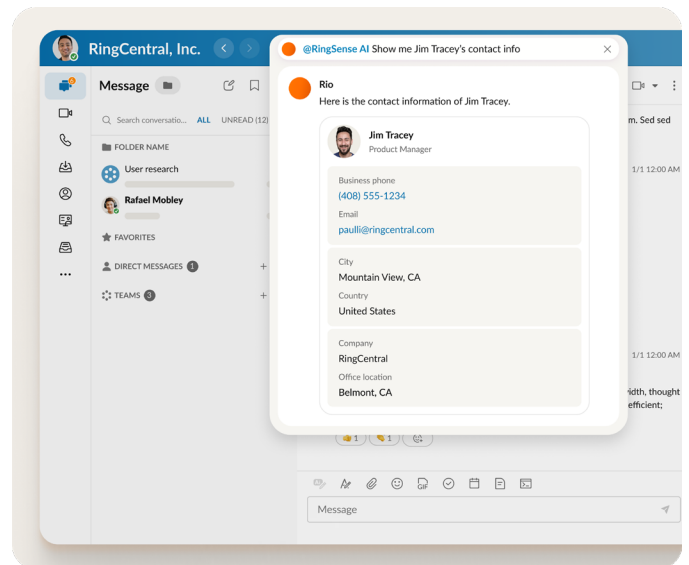 RingCentral, Inc.
@RingSense AI Show me Jim Tracey's contact info
Message
Search conversatio...
ALL
UNREAD (12)
FOLDER NAME
User research
Rafael Mobley
FAVORITES
DIRECT MESSAGES 1
TEAMS 3
Rio
Here is the contact information of Jim Tracey.
Jim Tracey
Product Manager
Business phone
(408) 555-1234
Email
paulli@ringcentral.com
City
Mountain View, CA
Country
United States
Company
RingCentral
Office location
Belmont, CA
m. Sed sed
1/1 12:00 AM
1/1 12:00 AM
width, thought
efficient;
1
1
GIF
Message